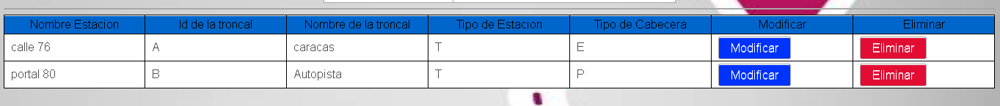 Nombre Estacion Id de la troncal Nombre de la troncal Tipo de Estacion Tipo de Cabecera Modificar Eliminar
calle 76 A caracas T E Modificar Eliminar
portal 80 B Autopista T P Modificar Eliminar